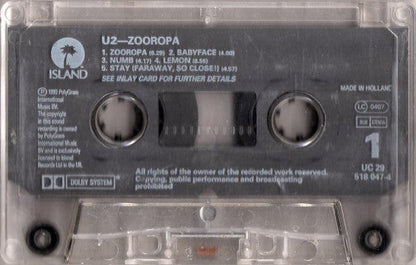 U2—ZOOROPA
1. ZOOROPA (6.29) 2. BABYFACE (4.00)
3. NUMB (4.17) 4. LEMON (6.56)
5. STAY (FARAWAY, SO CLOSE!) (4.57)
SEE INLAY CARD FOR FURTHER DETAILS
ISLAND
Ⓟ 1993 PolyGram
International
Music BV.
The copyright
in this sound
recording is owned
by PolyGram
International Music
BV and is exclusively
licensed to Island
Records Ltd in the UK.
MADE IN HOLLAND
LC 0407
BIEM STEMRA
1
UC 29
518 047-4
DOLBY SYSTEM
All rights of the owner of the recorded work reserved.
Copying, public performance and broadcasting
prohibited